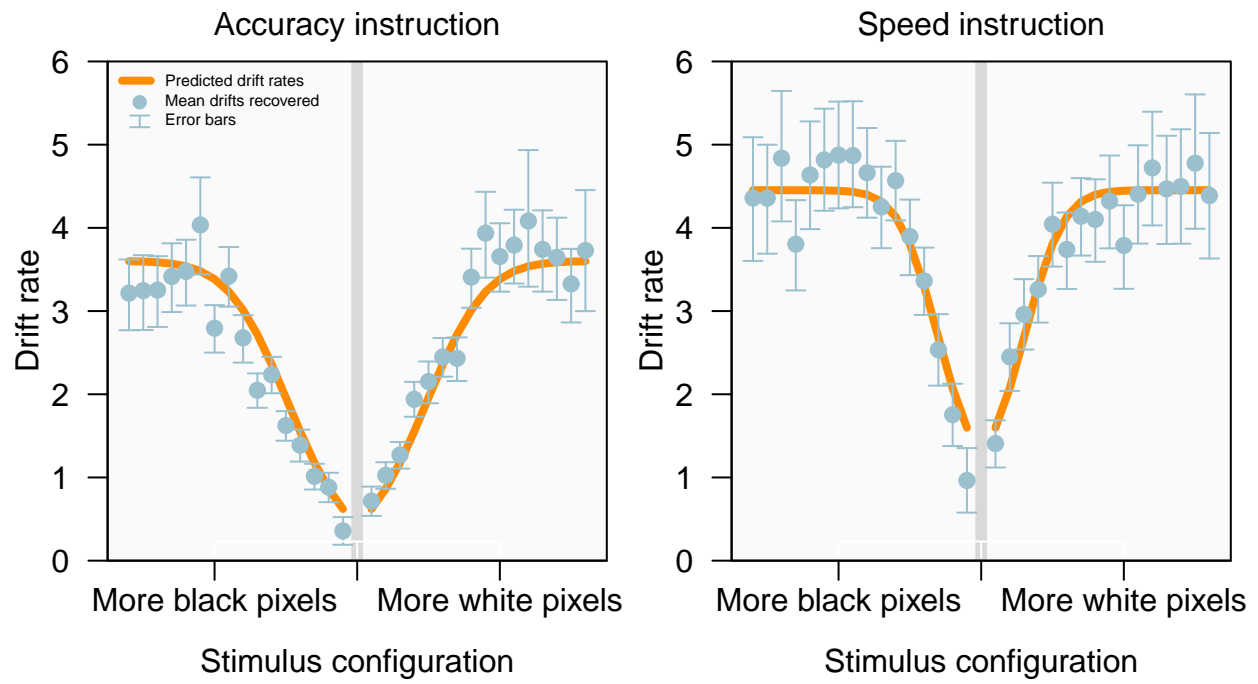 Accuracy instruction
Speed instruction
Predicted drift rates
Mean drifts recovered
Error bars
6
5
4
3
2
1
0
Drift rate
More black pixels
More white pixels
Stimulus configuration
6
5
4
3
2
1
0
Drift rate
More black pixels
More white pixels
Stimulus configuration